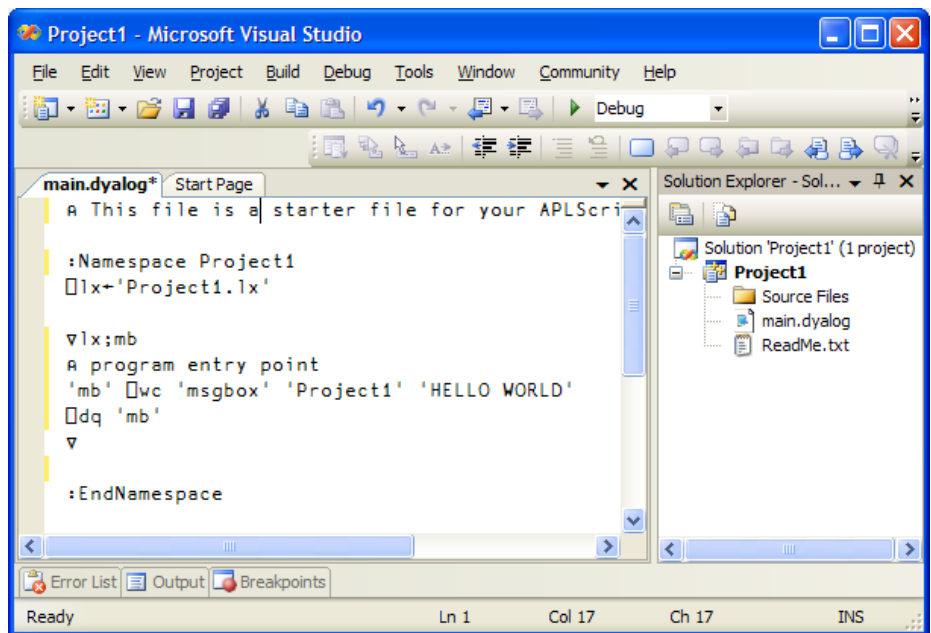 Project1 - Microsoft Visual Studio
File Edit View Project Build Debug Tools Window Community Help
Debug
main.dyalog* Start Page
⍝ This file is a starter file for your APLScri
:Namespace Project1
⎕lx←'Project1.lx'
∇lx;mb
⍝ program entry point
'mb' ⎕wc 'msgbox' 'Project1' 'HELLO WORLD'
⎕dq 'mb'
∇
:EndNamespace
Solution Explorer - Sol...
Solution 'Project1' (1 project)
Project1
Source Files
main.dyalog
ReadMe.txt
Error List Output Breakpoints
Ready Ln 1 Col 17 Ch 17 INS